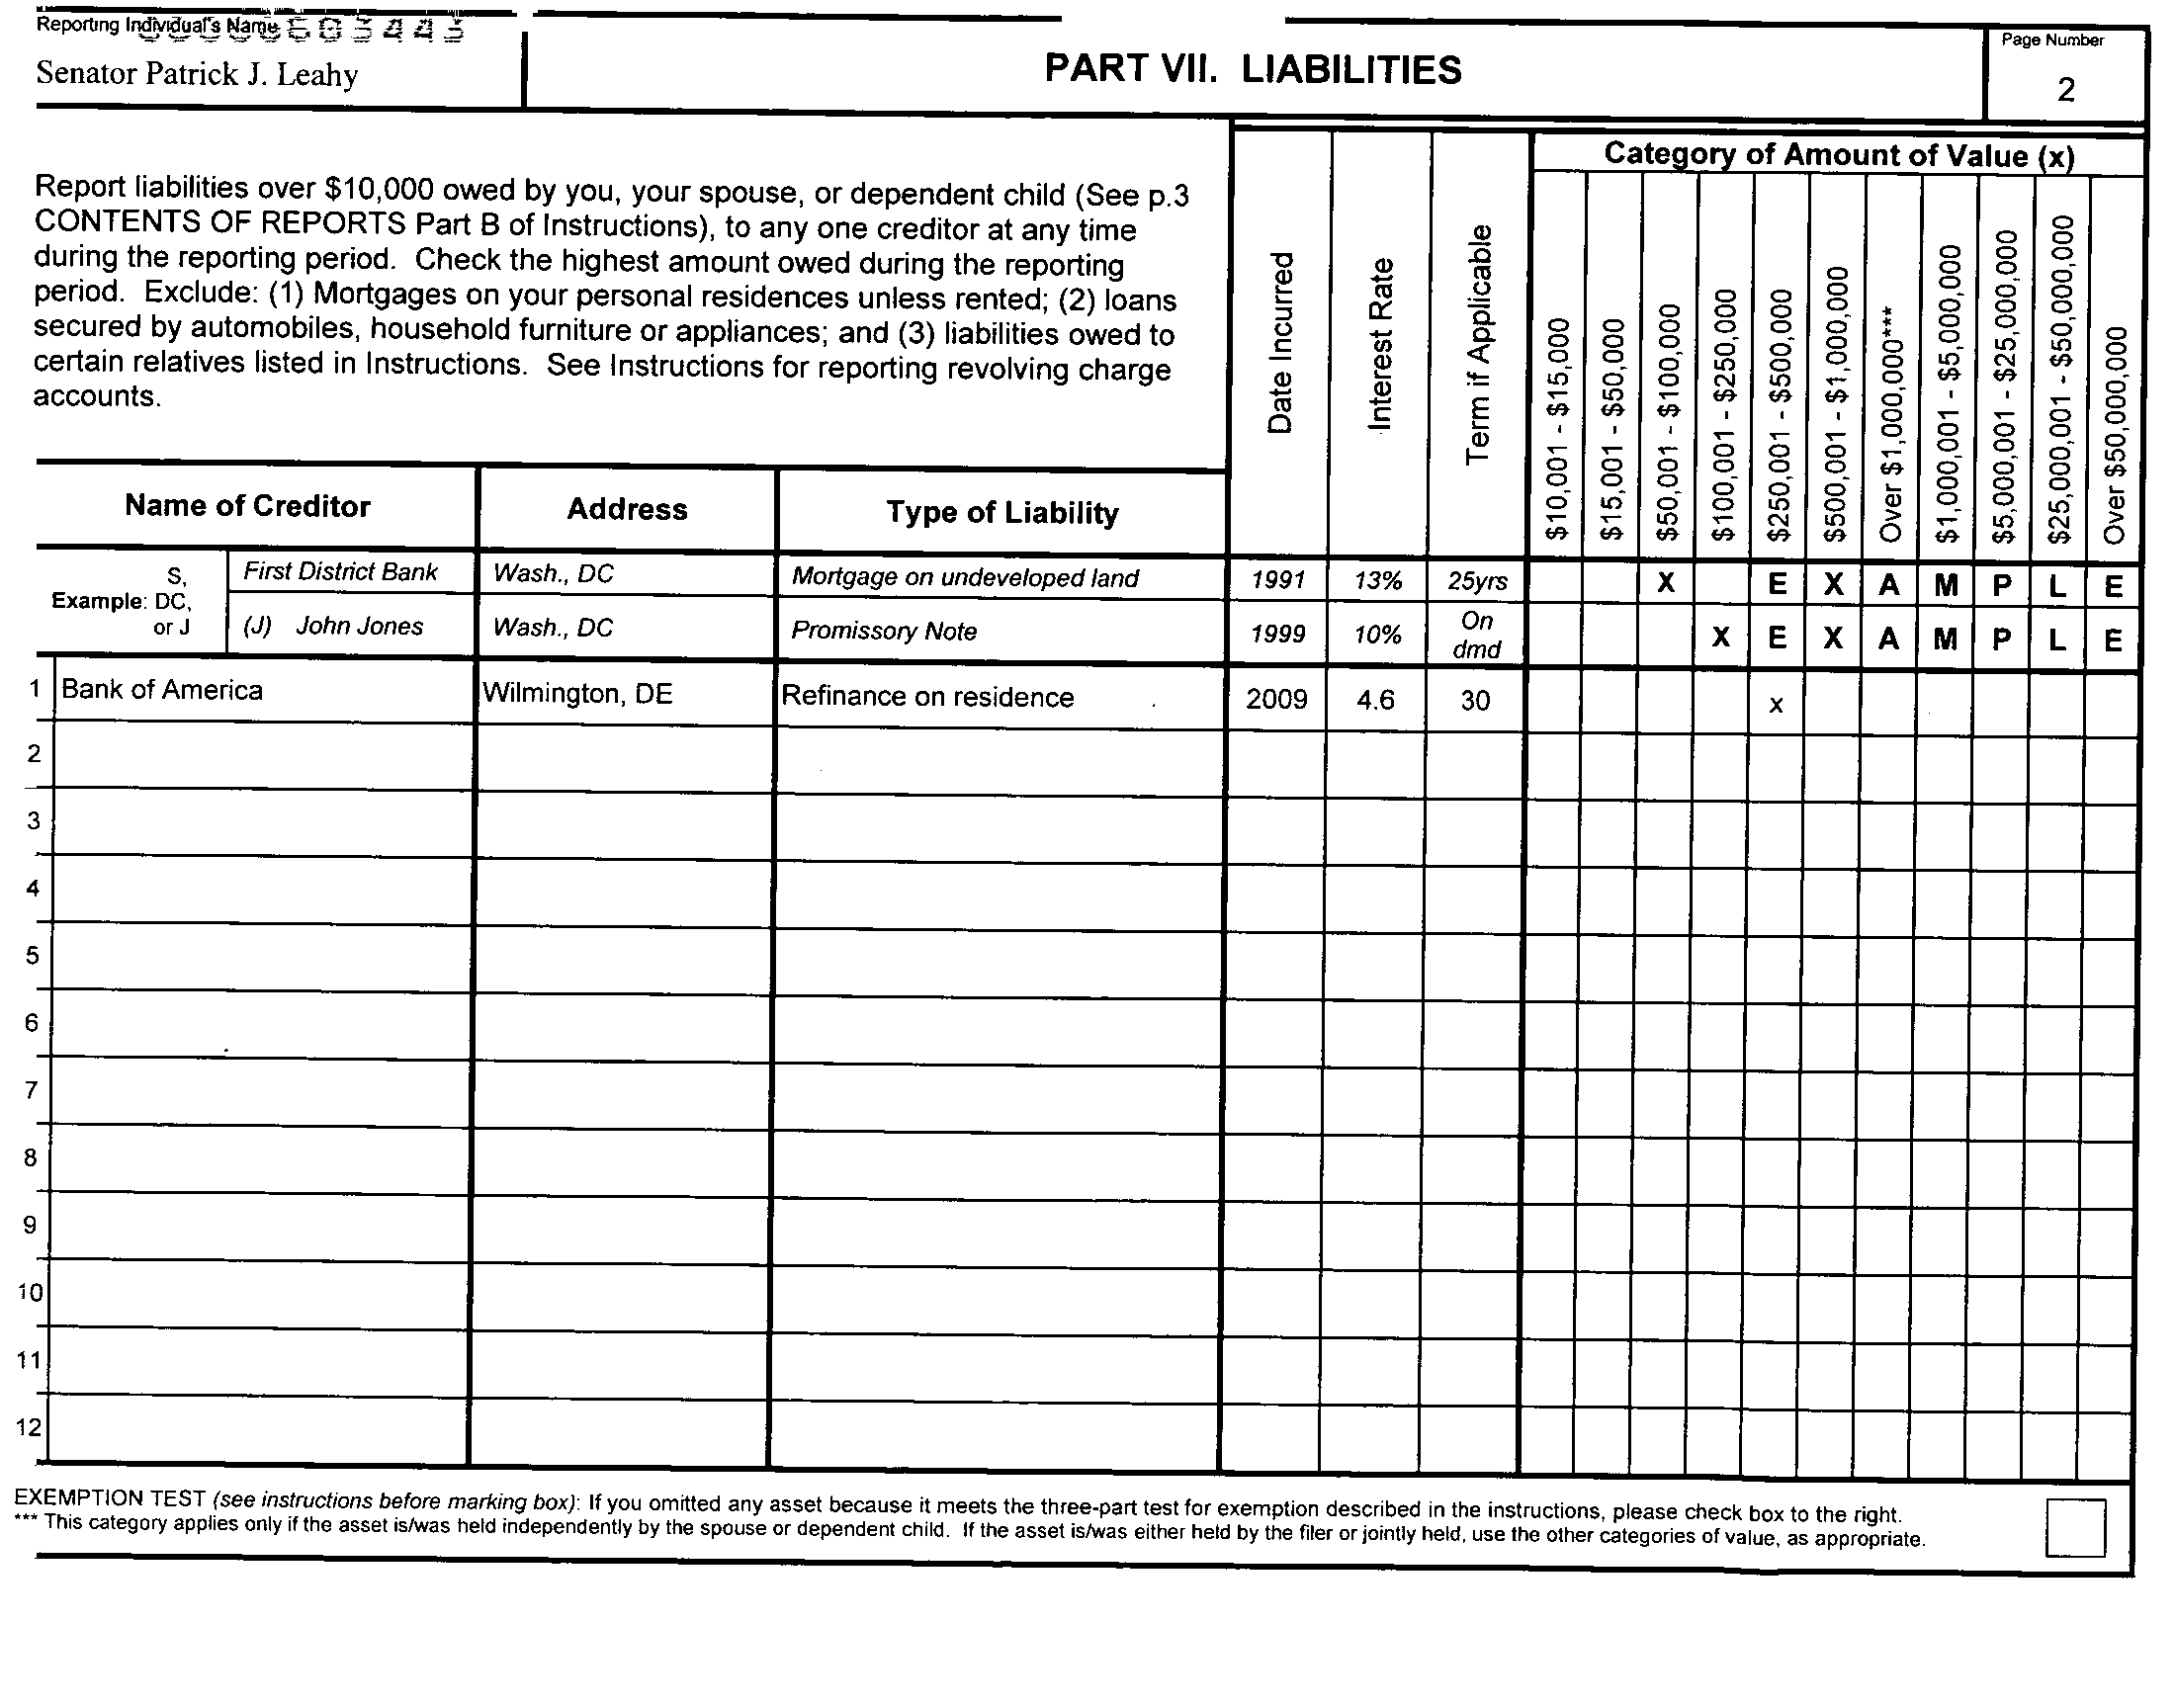 Reporting Individual's Name
Senator Patrick J. Leahy
PART VII. LIABILITIES
Page Number
2
Report liabilities over $10,000 owed by you, your spouse, or dependent child (See p.3
CONTENTS OF REPORTS Part B of Instructions), to any one creditor at any time
during the reporting period. Check the highest amount owed during the reporting
period. Exclude: (1) Mortgages on your personal residences unless rented; (2) loans
secured by automobiles, household furniture or appliances; and (3) liabilities owed to
certain relatives listed in Instructions. See Instructions for reporting revolving charge
accounts.
Date Incurred
Interest Rate
Term if Applicable
Category of Amount of Value (x)
$10,001 - $15,000
$15,001 - $50,000
$50,001 - $100,000
$100,001 - $250,000
$250,001 - $500,000
$500,001 - $1,000,000
Over $1,000,000***
$1,000,001 - $5,000,000
$5,000,001 - $25,000,000
$25,000,001 - $50,000,000
Over $50,000,000
Name of Creditor Address Type of Liability
Example: S, DC, or J
First District Bank Wash., DC Mortgage on undeveloped land 1991 13% 25yrs X E X A M P L E
(J) John Jones Wash., DC Promissory Note 1999 10% On dmd X E X A M P L E
1 Bank of America Wilmington, DE Refinance on residence 2009 4.6 30 x
2
3
4
5
6
7
8
9
10
11
12
EXEMPTION TEST (see instructions before marking box): If you omitted any asset because it meets the three-part test for exemption described in the instructions, please check box to the right.
*** This category applies only if the asset is/was held independently by the spouse or dependent child. If the asset is/was either held by the filer or jointly held, use the other categories of value, as appropriate.